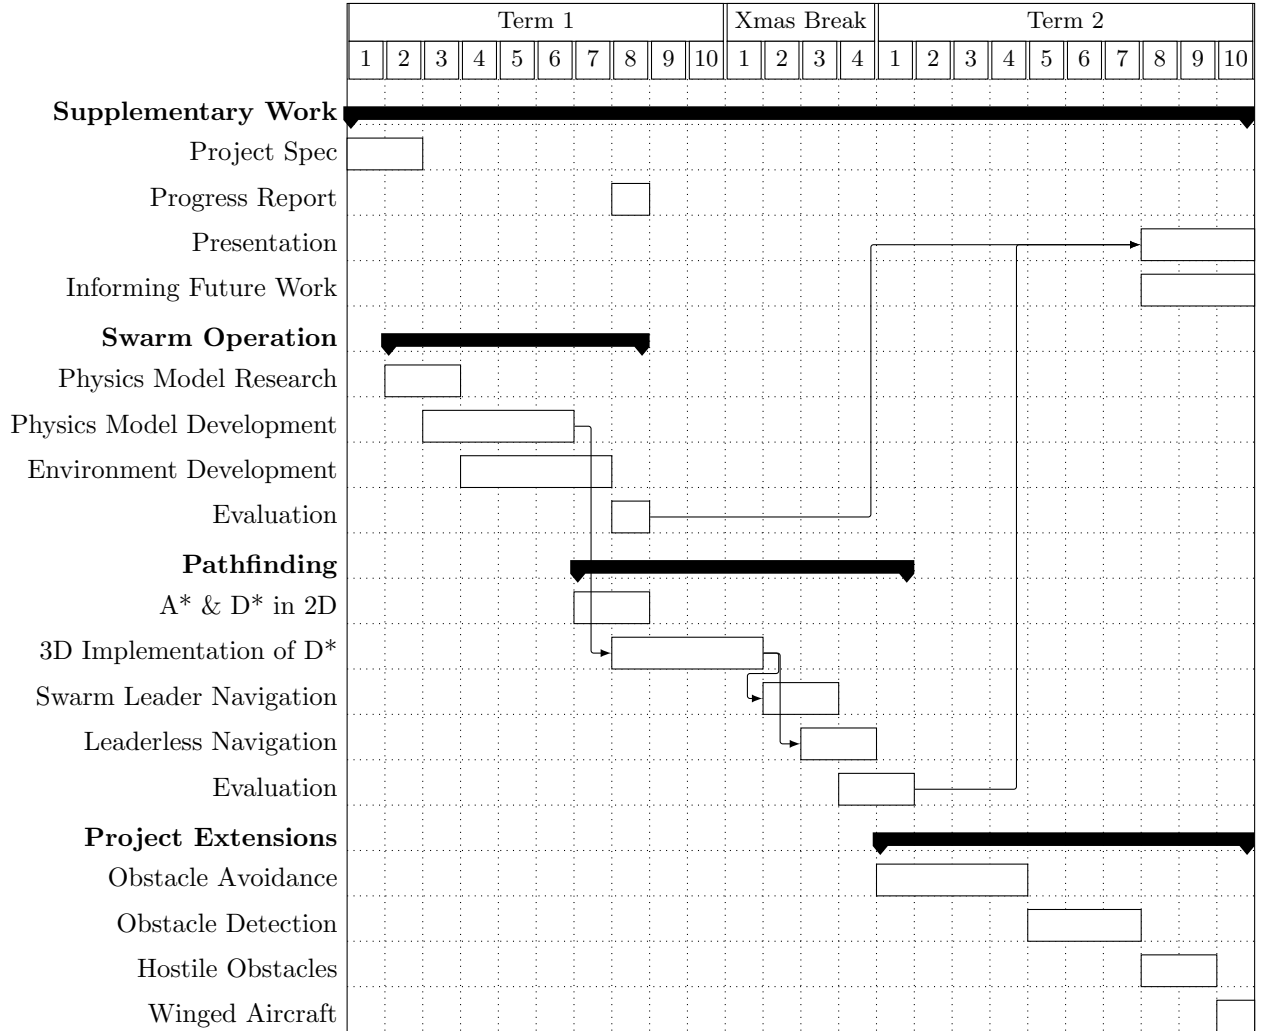 Term 1 Xmas Break Term 2
1 2 3 4 5 6 7 8 9 10 1 2 3 4 1 2 3 4 5 6 7 8 9 10
Supplementary Work
Project Spec
Progress Report
Presentation
Informing Future Work
Swarm Operation
Physics Model Research
Physics Model Development
Environment Development
Evaluation
Pathfinding
A* & D* in 2D
3D Implementation of D*
Swarm Leader Navigation
Leaderless Navigation
Evaluation
Project Extensions
Obstacle Avoidance
Obstacle Detection
Hostile Obstacles
Winged Aircraft